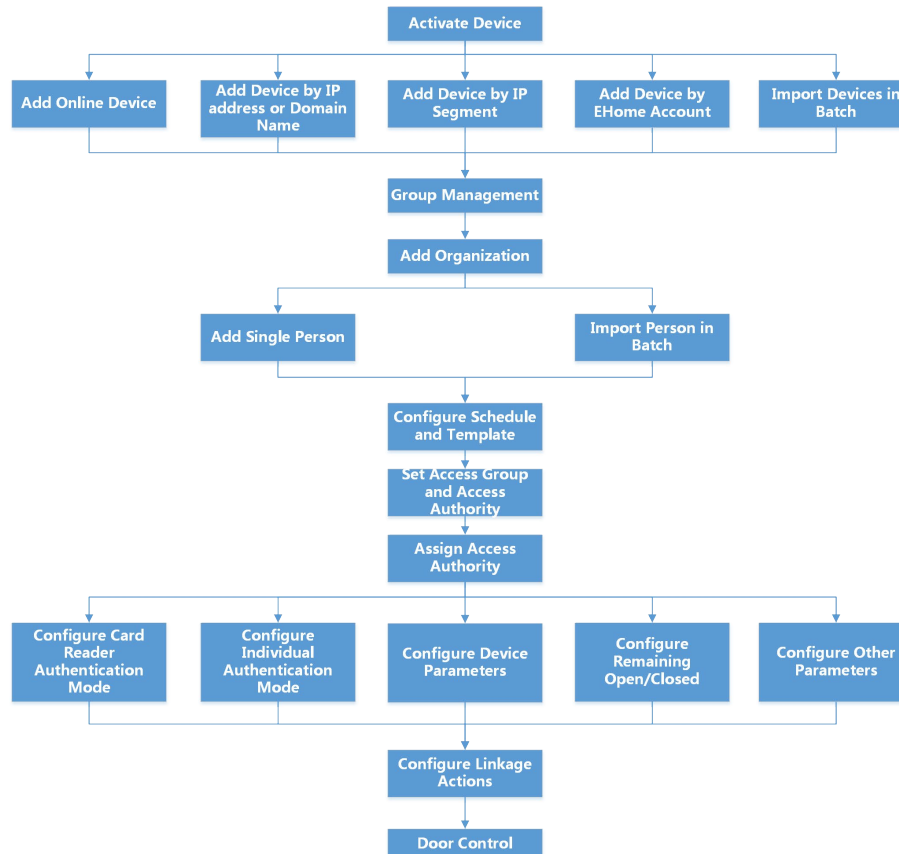 Activate Device
Add Online Device
Add Device by IP
address or Domain
Name
Add Device by IP
Segment
Add Device by
EHome Account
Import Devices in
Batch
Group Management
Add Organization
Add Single Person
Import Person in
Batch
Configure Schedule
and Template
Set Access Group
and Access
Authority
Assign Access
Authority
Configure Card
Reader
Authentication
Mode
Configure
Individual
Authentication
Mode
Configure Device
Parameters
Configure
Remaining
Open/Closed
Configure Other
Parameters
Configure Linkage
Actions
Door Control